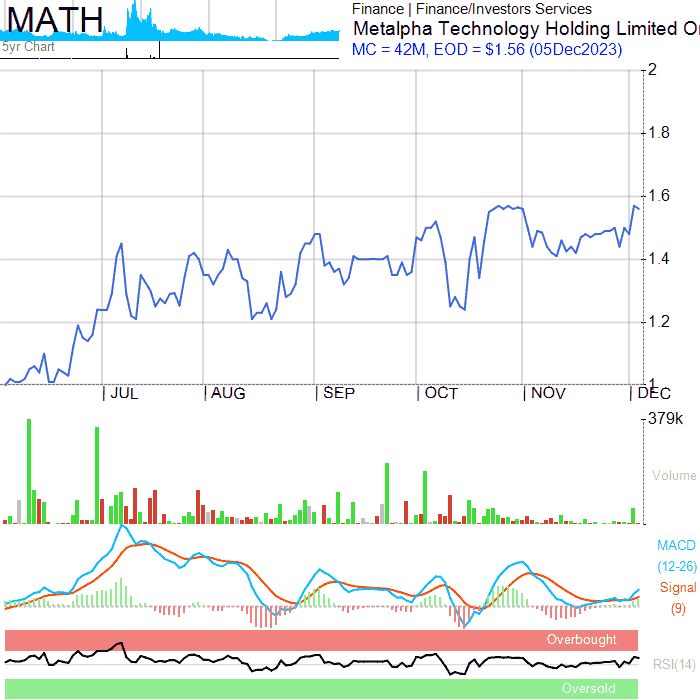 MATH
5yr Chart
Finance | Finance/Investors Services
Metalpha Technology Holding Limited Or
MC = 42M, EOD = $1.56 (05Dec2023)
2
1.8
1.6
1.4
1.2
1
| JUL | AUG | SEP | OCT | NOV | DEC
379k
Volume
MACD
(12-26)
Signal
(9)
Overbought
RSI(14)
Oversold